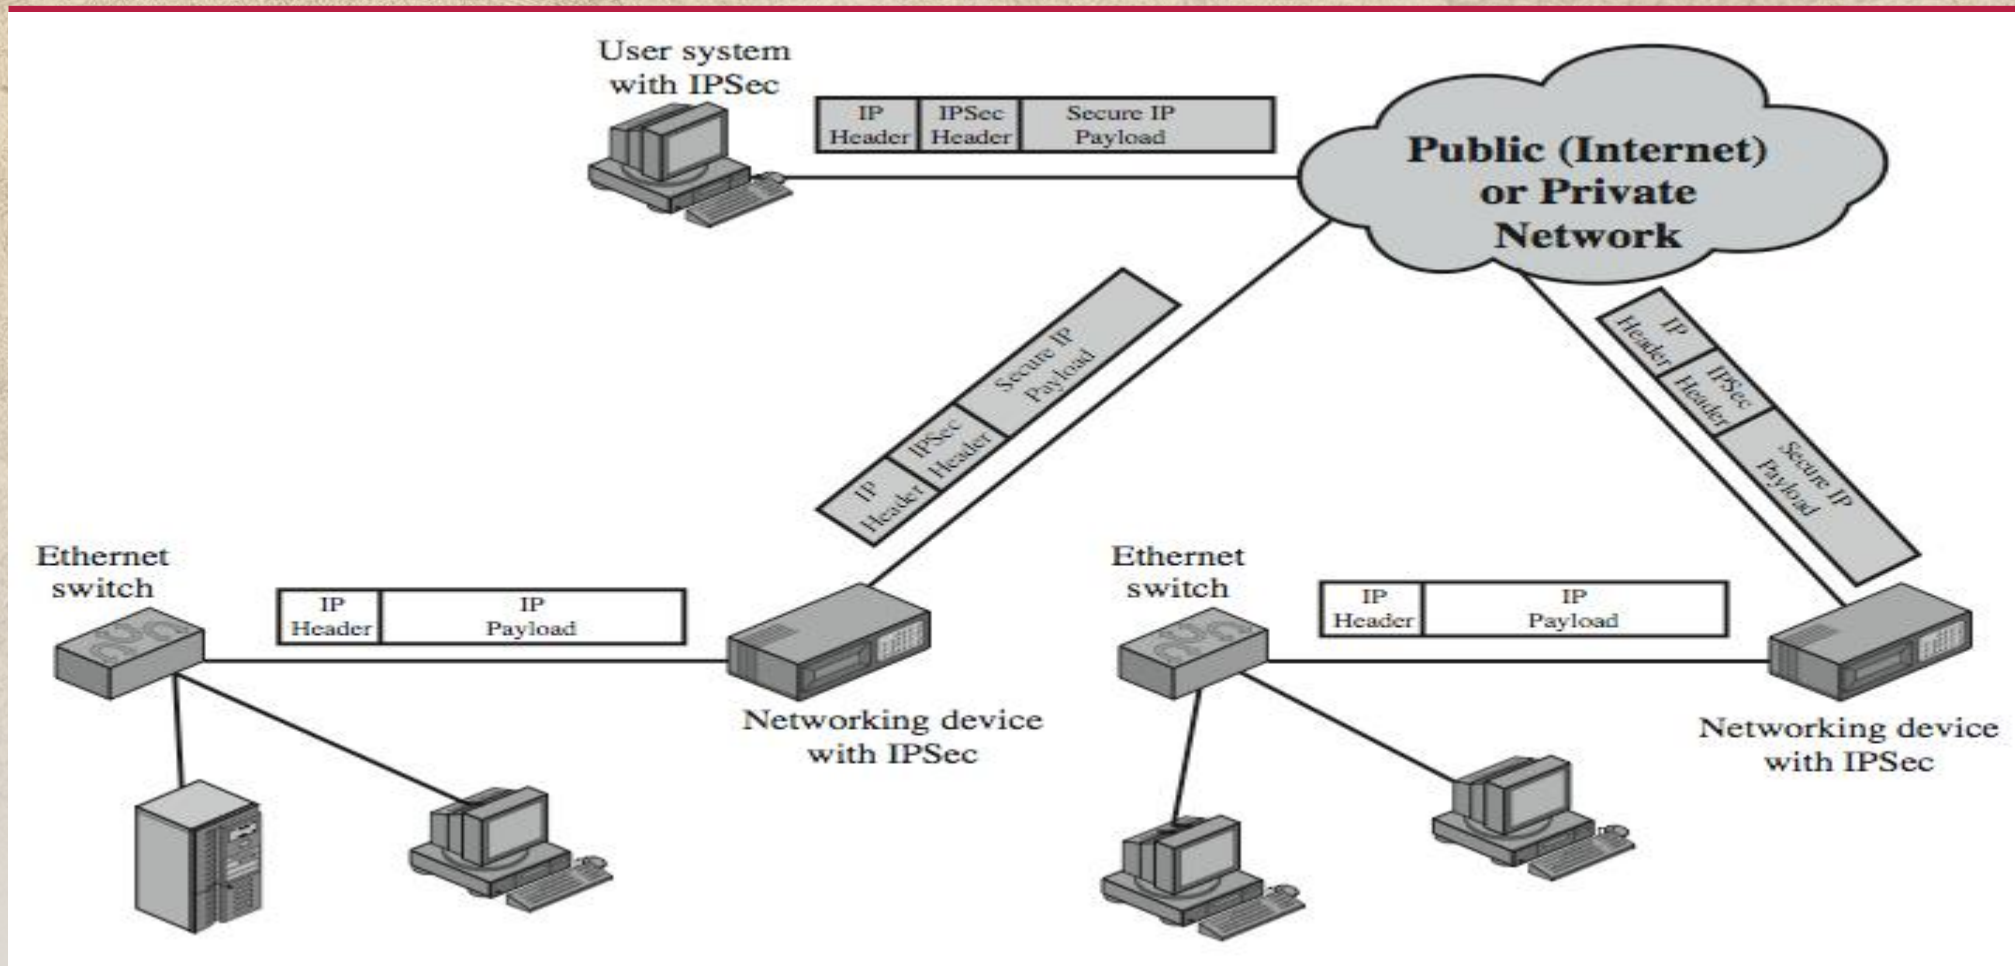 User system
with IPSec
IP
Header
IPSec
Header
Secure IP
Payload
Public (Internet)
or Private
Network
IP
Header
IPSec
Header
Secure IP
Payload
IP
Header
IPSec
Header
Secure IP
Payload
Ethernet
switch
IP
Header
IP
Payload
Networking device
with IPSec
Ethernet
switch
IP
Header
IP
Payload
Networking device
with IPSec